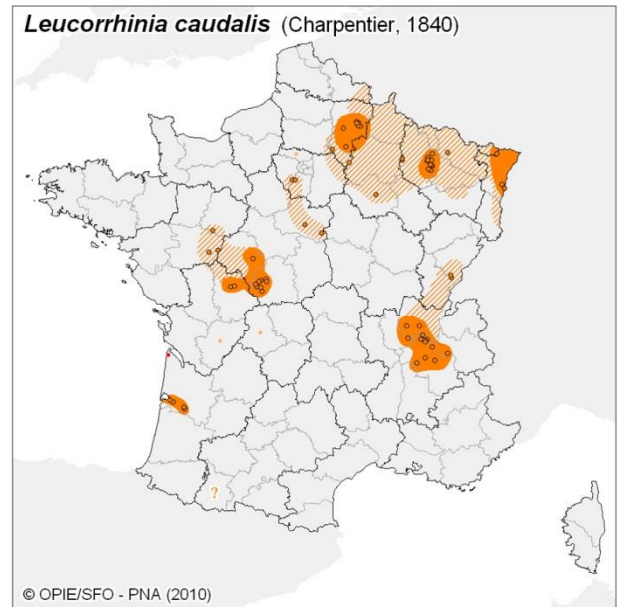 Leucorrhinia caudalis (Charpentier, 1840)
?
© OPIE/SFO - PNA (2010)